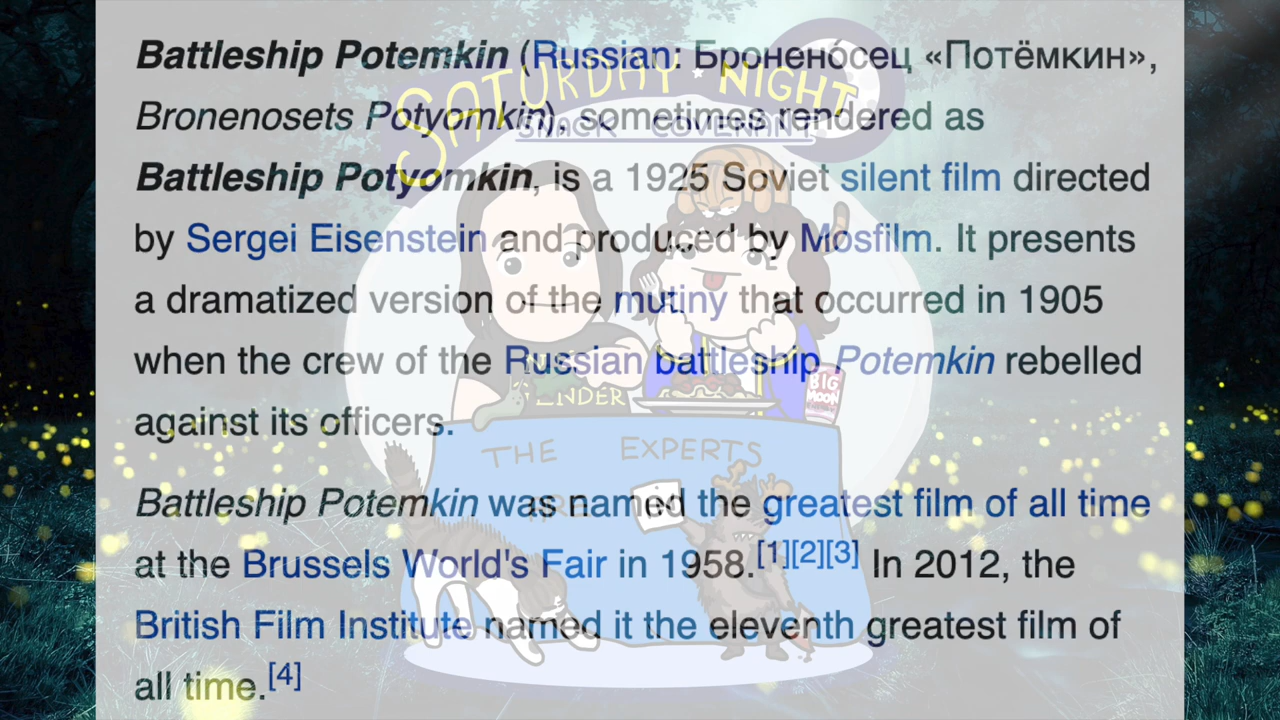 Battleship Potemkin (Russian: Бронено́сец «Потёмкин»,
Bronenosets Potyomkin), sometimes rendered as
Battleship Potyomkin, is a 1925 Soviet silent film directed
by Sergei Eisenstein and produced by Mosfilm. It presents
a dramatized version of the mutiny that occurred in 1905
when the crew of the Russian battleship Potemkin rebelled
against its officers.
Battleship Potemkin was named the greatest film of all time
at the Brussels World's Fair in 1958.[1][2][3] In 2012, the
British Film Institute named it the eleventh greatest film of
all time.[4]
SATURDAY NIGHT
COVENANT
BIG
MOON
THE EXPERTS
ARE